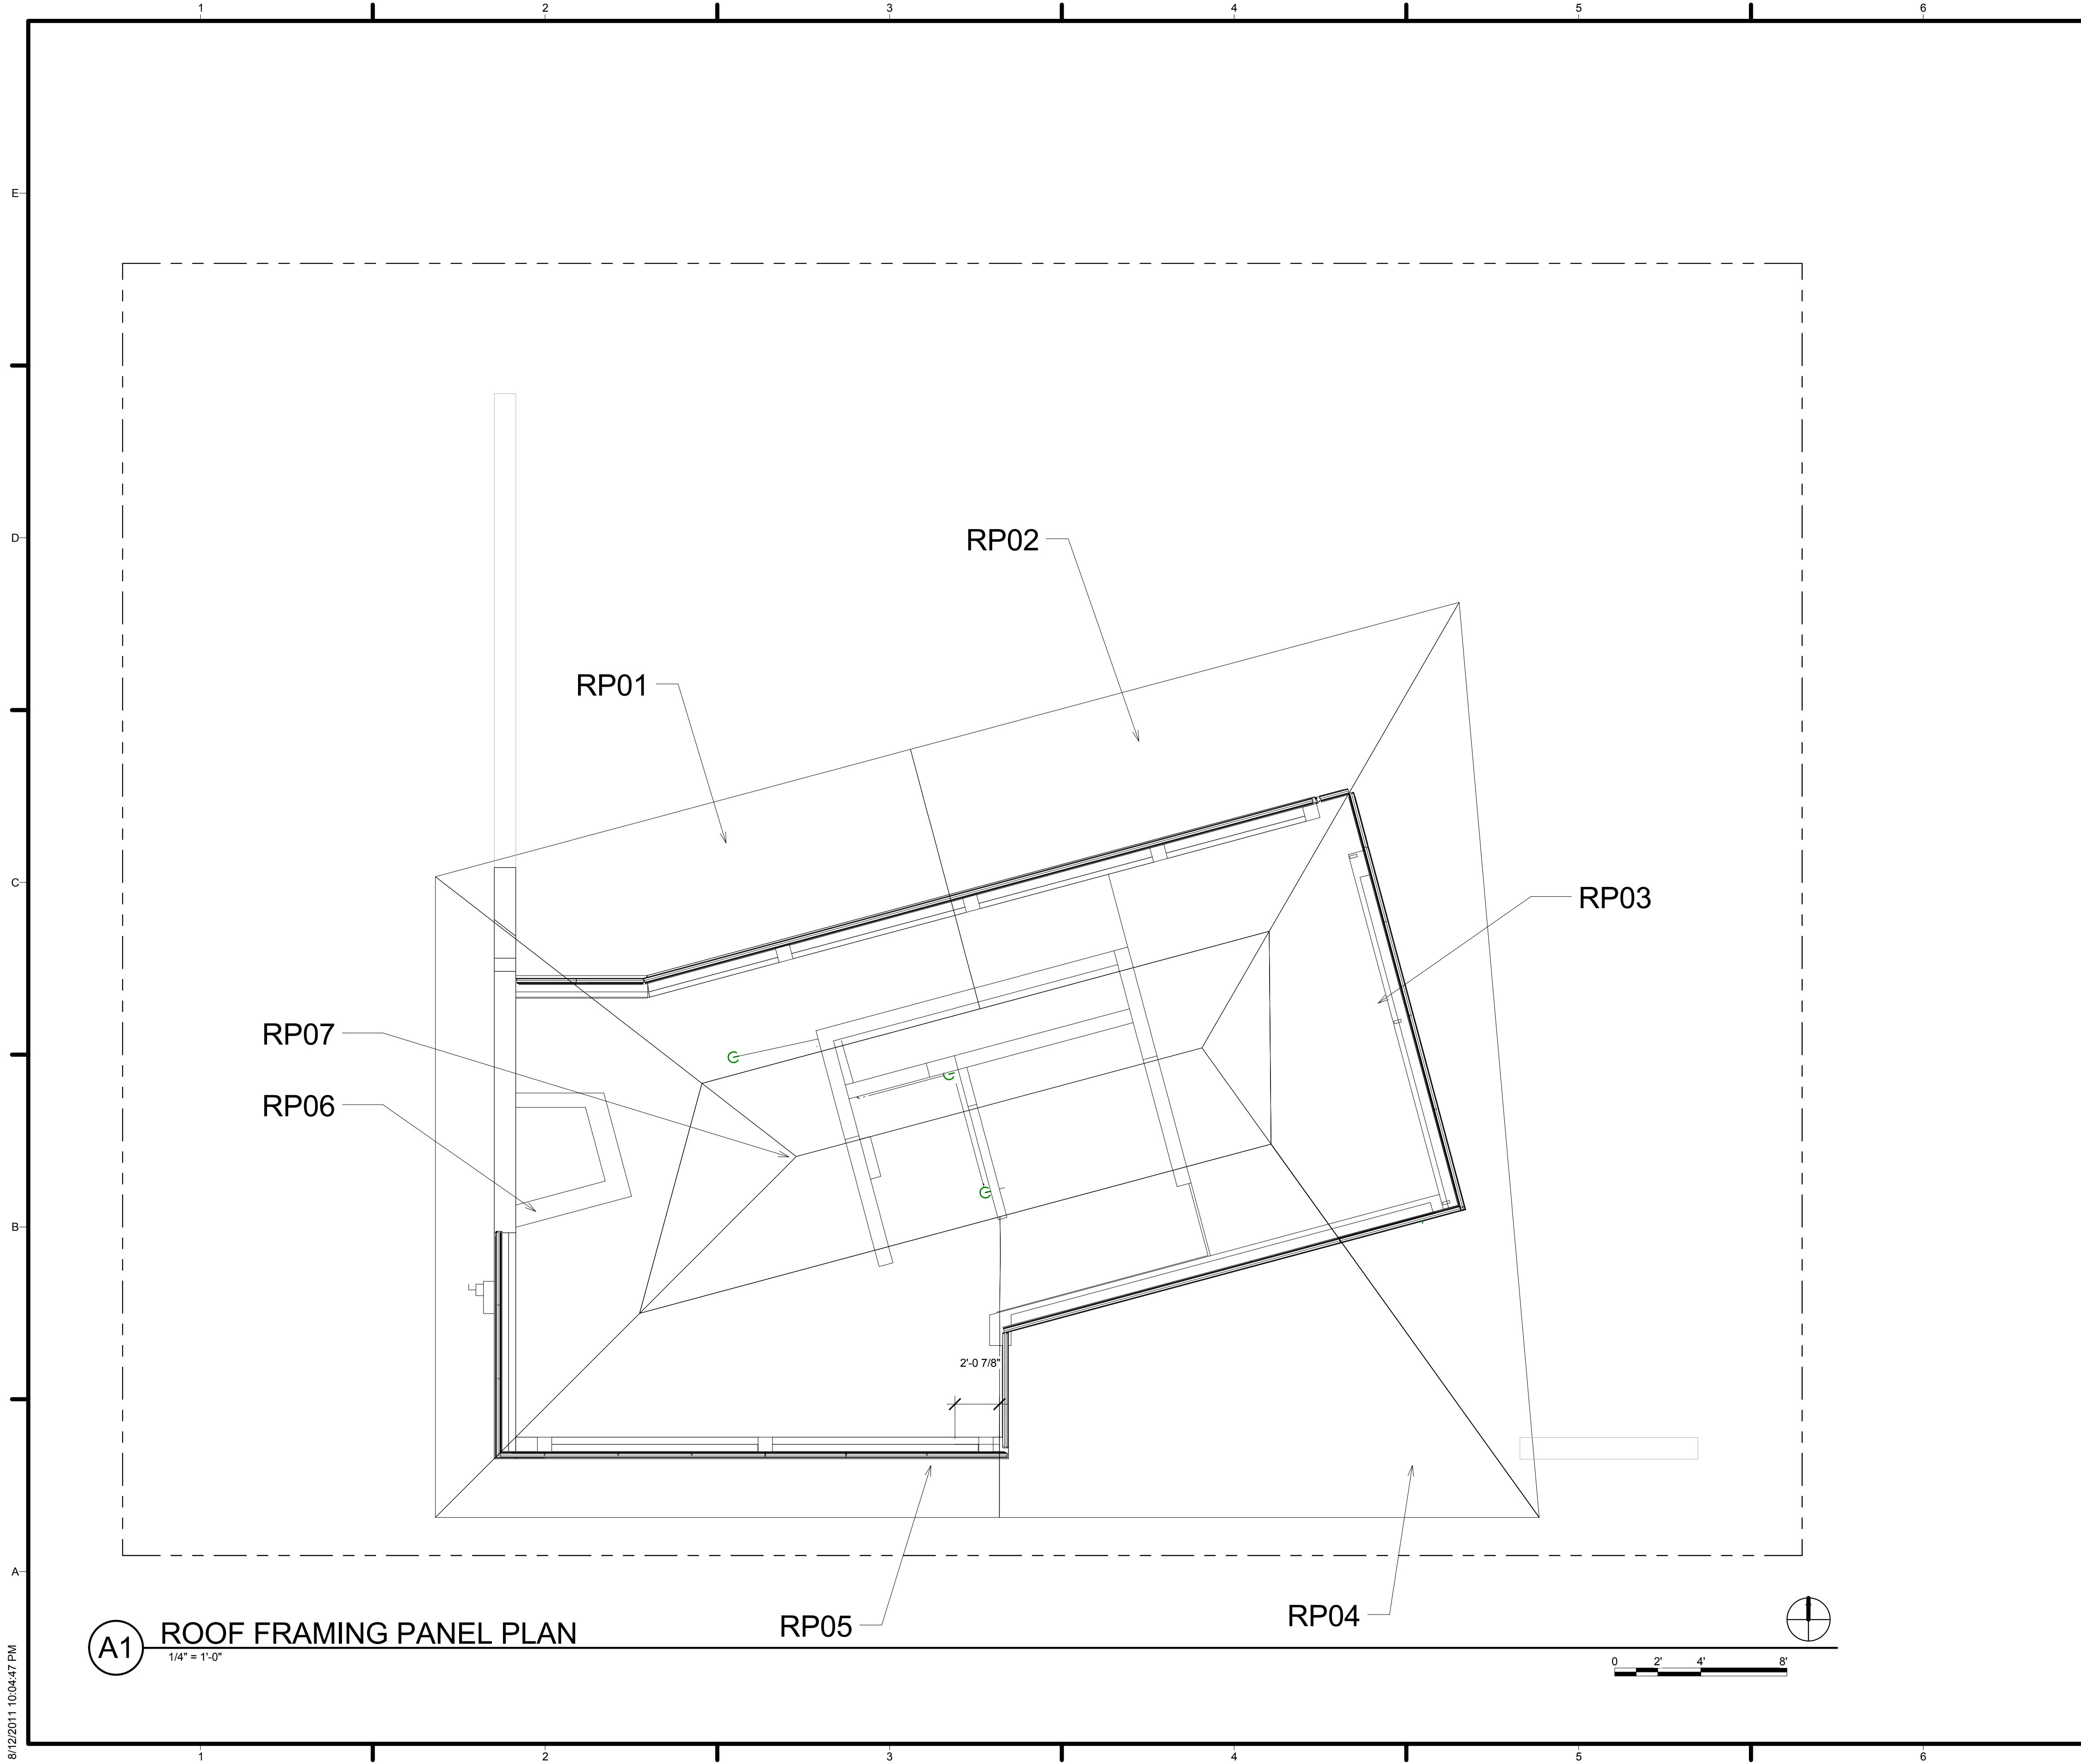 1 2 3 4 5 6
E
D
RP02
RP01
C
RP03
RP07
RP06
B
2'-0 7/8"
A
RP05
RP04
A1 ROOF FRAMING PANEL PLAN
1/4" = 1'-0"
0 2' 4' 8'
8/12/2011 10:04:47 PM
1 2 3 4 5 6